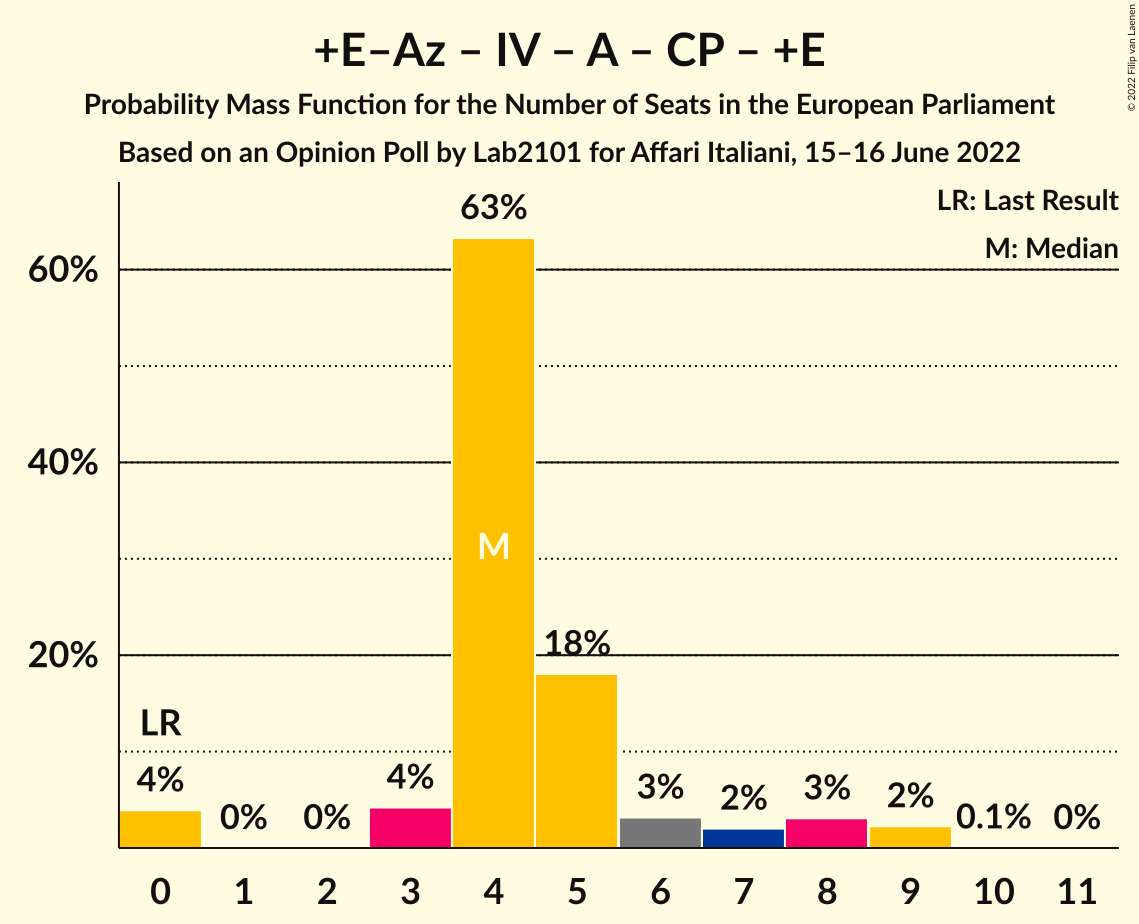 +E–Az – IV – A – CP – +E
Probability Mass Function for the Number of Seats in the European Parliament
Based on an Opinion Poll by Lab2101 for Affari Italiani, 15–16 June 2022
© 2022 Filip van Laenen
LR: Last Result
M: Median
63%
60%
40%
M
18%
20%
LR
4%
0%
0%
4%
3%
2%
3%
2%
0.1%
0%
0 1 2 3 4 5 6 7 8 9 10 11